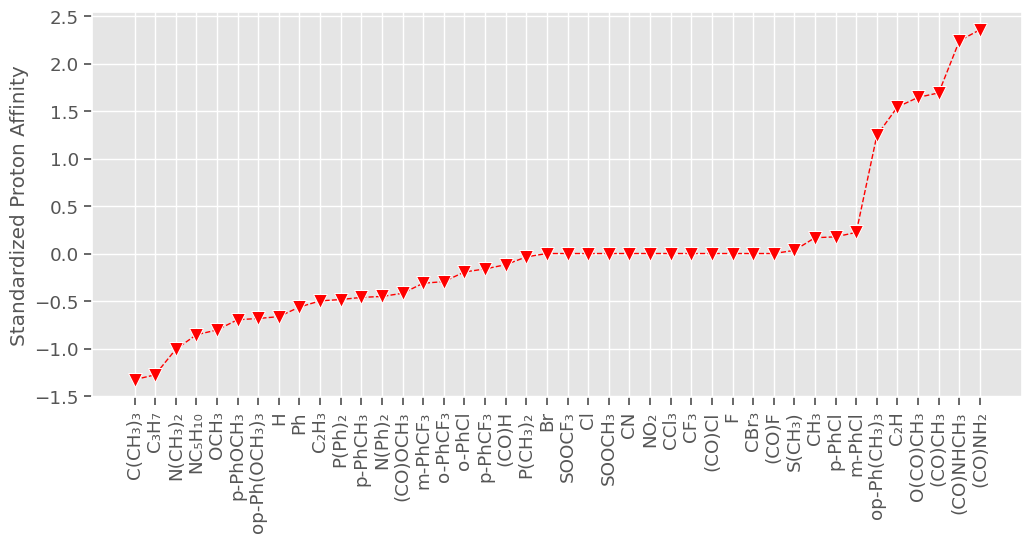 Standardized Proton Affinity
2.5
2.0
1.5
1.0
0.5
0.0
−0.5
−1.0
−1.5
C(CH₃)₃
C₃H₇
N(CH₃)₂
NC₅H₁₀
OCH₃
p-PhOCH₃
op-Ph(OCH₃)₃
H
Ph
C₂H₃
P(Ph)₂
p-PhCH₃
N(Ph)₂
(CO)OCH₃
m-PhCF₃
o-PhCF₃
o-PhCl
p-PhCF₃
(CO)H
P(CH₃)₂
Br
SOOCF₃
Cl
SOOCH₃
CN
NO₂
CCl₃
CF₃
(CO)Cl
F
CBr₃
(CO)F
S(CH₃)
CH₃
p-PhCl
m-PhCl
op-Ph(CH₃)₃
C₂H
O(CO)CH₃
(CO)CH₃
(CO)NHCH₃
(CO)NH₂